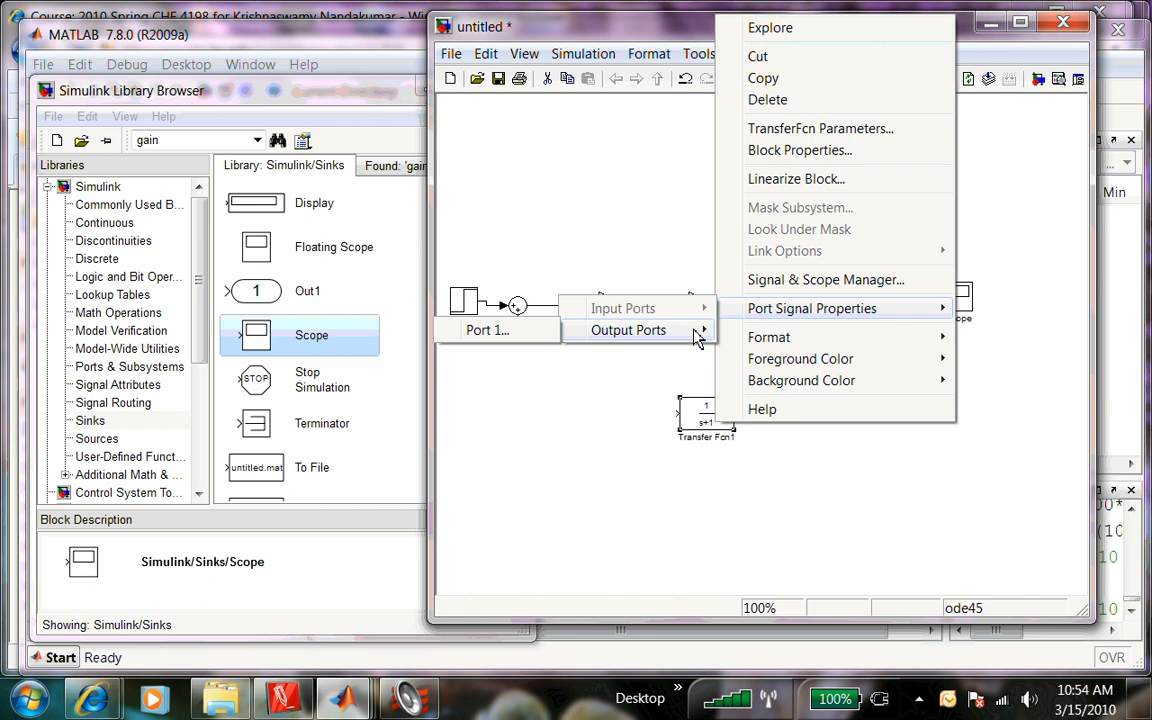 Course: 2010 Spring CHE 4198 for Krishnaswamy Nandakumar - Wi
MATLAB 7.8.0 (R2009a)
File Edit Debug Desktop Window Help
Simulink Library Browser
File Edit View Help
gain
Libraries
Library: Simulink/Sinks
Found: 'gain
Simulink
Commonly Used B...
Continuous
Discontinuities
Discrete
Logic and Bit Oper...
Lookup Tables
Math Operations
Model Verification
Model-Wide Utilities
Ports & Subsystems
Signal Attributes
Signal Routing
Sinks
Sources
User-Defined Funct...
Additional Math & ...
Control System To...
Display
Floating Scope
1
Out1
Scope
STOP
Stop
Simulation
Terminator
untitled.mat
To File
Block Description
Simulink/Sinks/Scope
Showing: Simulink/Sinks
Start Ready
untitled *
File Edit View Simulation Format Tools
Explore
Cut
Copy
Delete
TransferFcn Parameters...
Block Properties...
Linearize Block...
Mask Subsystem...
Look Under Mask
Link Options
Signal & Scope Manager...
Port Signal Properties
Format
Foreground Color
Background Color
Help
Input Ports
Output Ports
Port 1...
ope
1
s+1
Transfer Fcn1
100%
ode45
...
Min
00*
(10
10
10
OVR
Desktop
»
100%
10:54 AM
3/15/2010